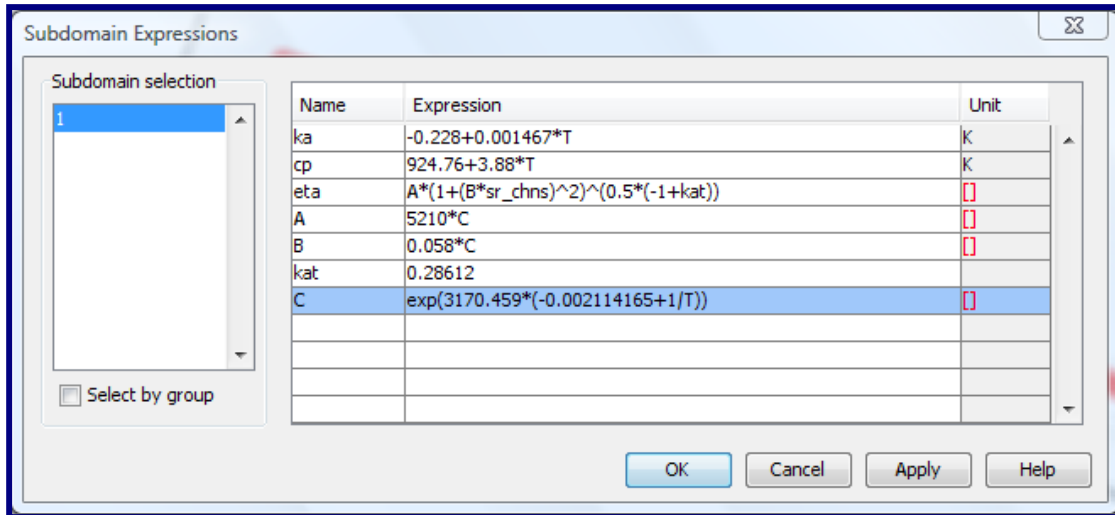 Subdomain Expressions
Subdomain selection
1
Select by group
Name Expression Unit
ka -0.228+0.001467*T K
cp 924.76+3.88*T K
eta A*(1+(B*sr_chns)^2)^(0.5*(-1+kat)) []
A 5210*C []
B 0.058*C []
kat 0.28612
C exp(3170.459*(-0.002114165+1/T)) []
OK Cancel Apply Help